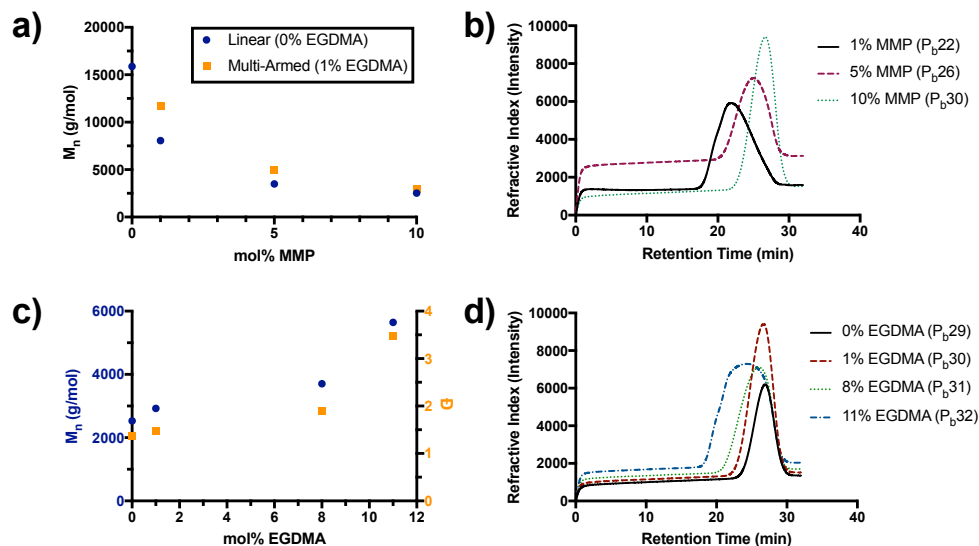 a)
20000
15000
10000
5000
0
Mn (g/mol)
0
5
10
mol% MMP
Linear (0% EGDMA)
Multi-Armed (1% EGDMA)
b)
10000
8000
6000
4000
2000
0
Refractive Index (Intensity)
0
10
20
30
40
Retention Time (min)
1% MMP (Pb22)
5% MMP (Pb26)
10% MMP (Pb30)
c)
6000
4000
2000
0
Mn (g/mol)
4
3
2
1
0
Đ
0
2
4
6
8
10
12
mol% EGDMA
d)
10000
8000
6000
4000
2000
0
Refractive Index (Intensity)
0
10
20
30
40
Retention Time (min)
0% EGDMA (Pb29)
1% EGDMA (Pb30)
8% EGDMA (Pb31)
11% EGDMA (Pb32)